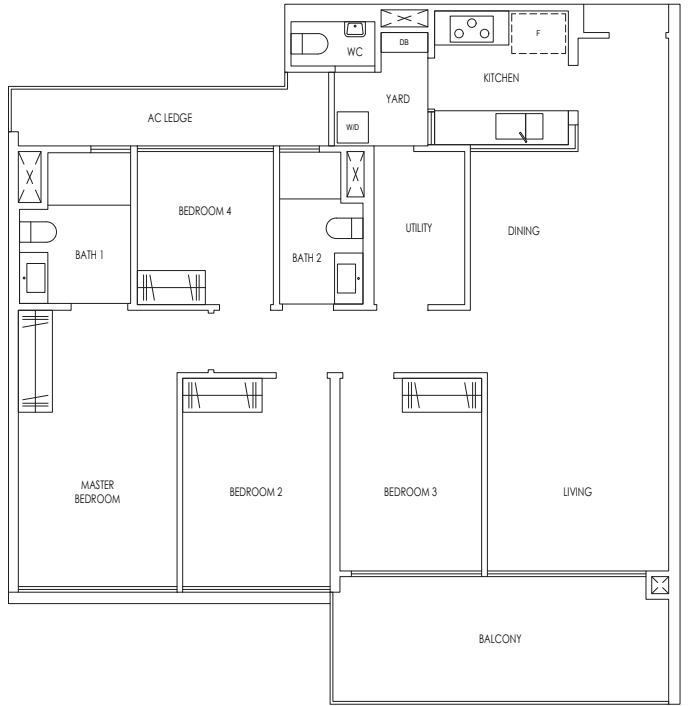 DB
F
WC
KITCHEN
YARD
AC LEDGE
W/D
BEDROOM 4
UTILITY
DINING
BATH 1
BATH 2
MASTER
BEDROOM
BEDROOM 2
BEDROOM 3
LIVING
BALCONY